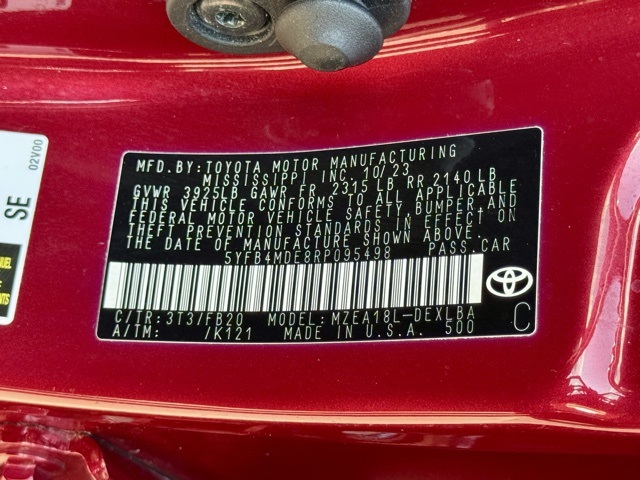 MFD.BY:TOYOTA MOTOR MANUFACTURING
MISSISSIPPI, INC. 10/23
GVWR 3925LB GAWR FR 2315 LB RR 2140 LB
THIS VEHICLE CONFORMS TO ALL APPLICABLE
FEDERAL MOTOR VEHICLE SAFETY, BUMPER AND
THEFT PREVENTION STANDARDS IN EFFECT ON
THE DATE OF MANUFACTURE SHOWN ABOVE.
5YFB4MDE8RP095498 PASS.CAR
C/TR:3T3/FB20 MODEL:MZEA18L-DEXLBA
A/TM: /K121 MADE IN U.S.A. 500
C
SE
02V00